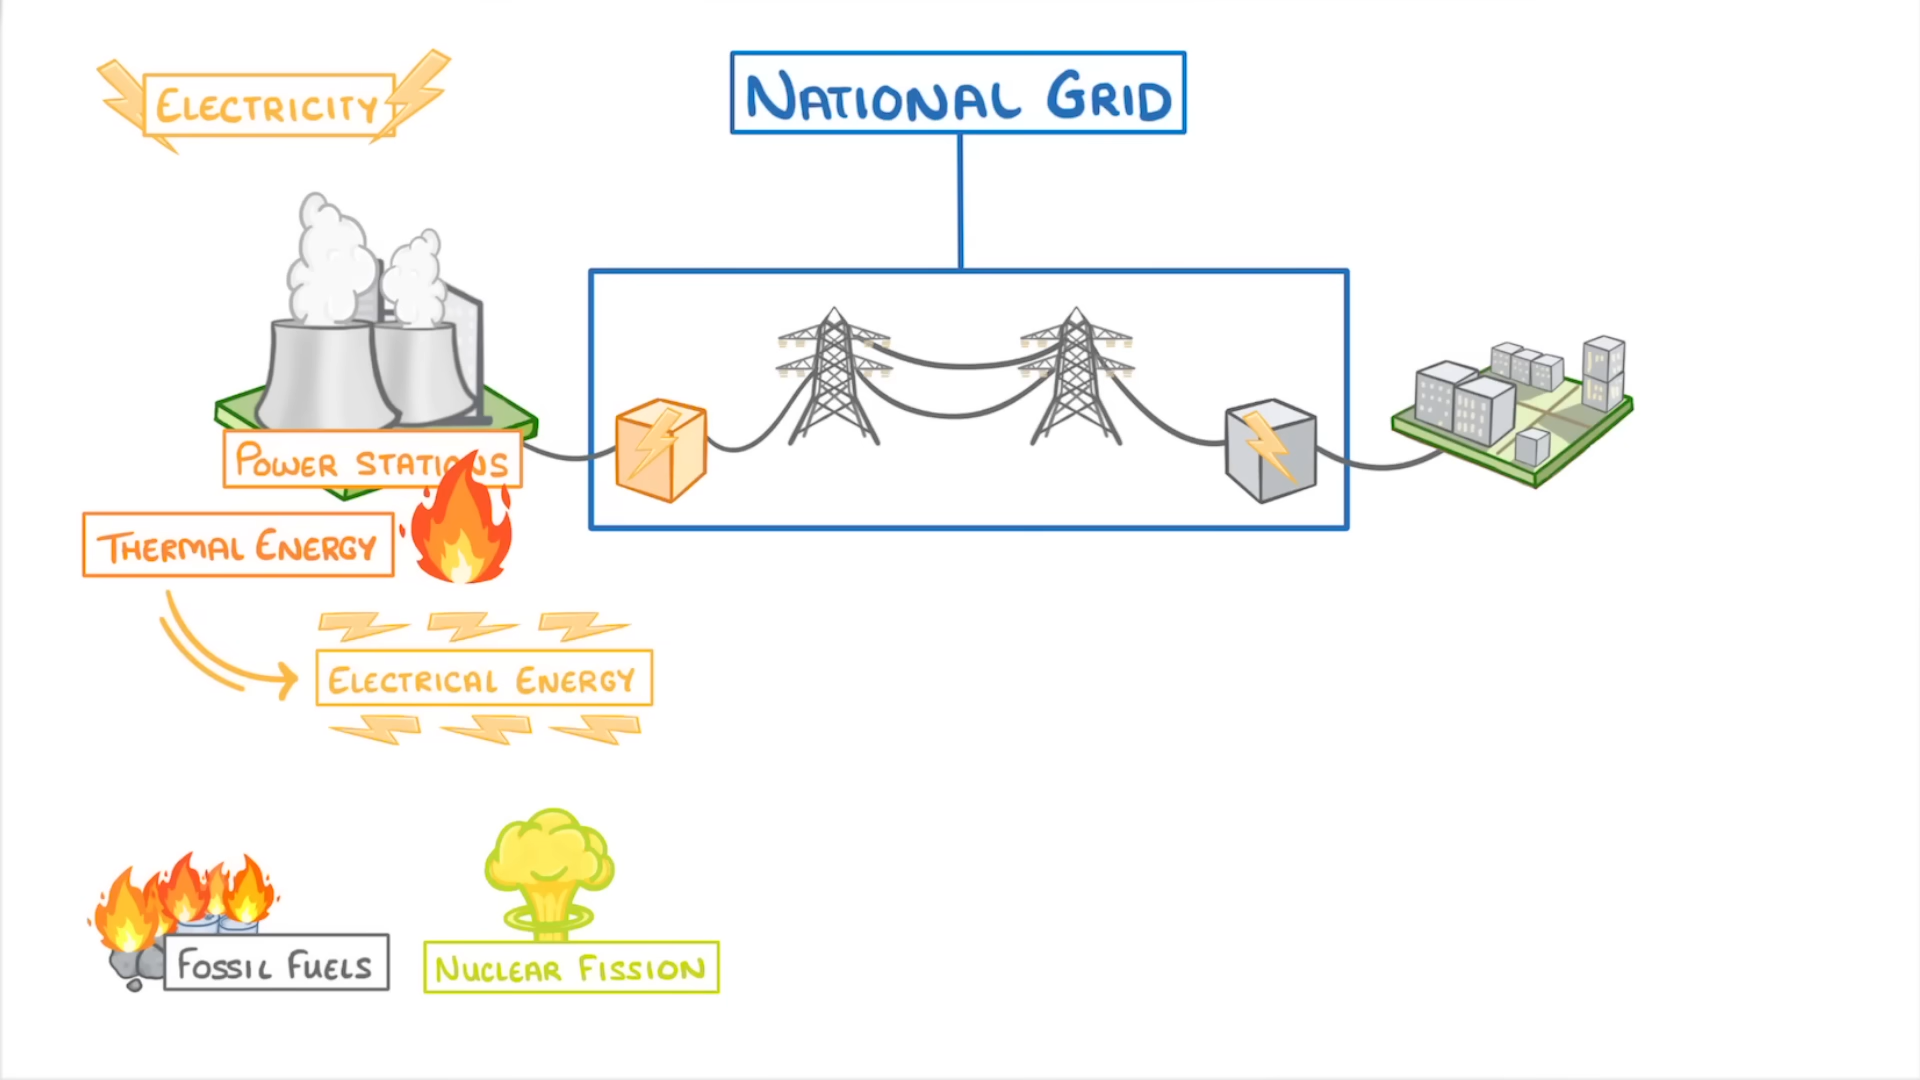 ELECTRICITY
NATIONAL GRID
POWER STATIONS
THERMAL ENERGY
ELECTRICAL ENERGY
FOSSIL FUELS
NUCLEAR FISSION